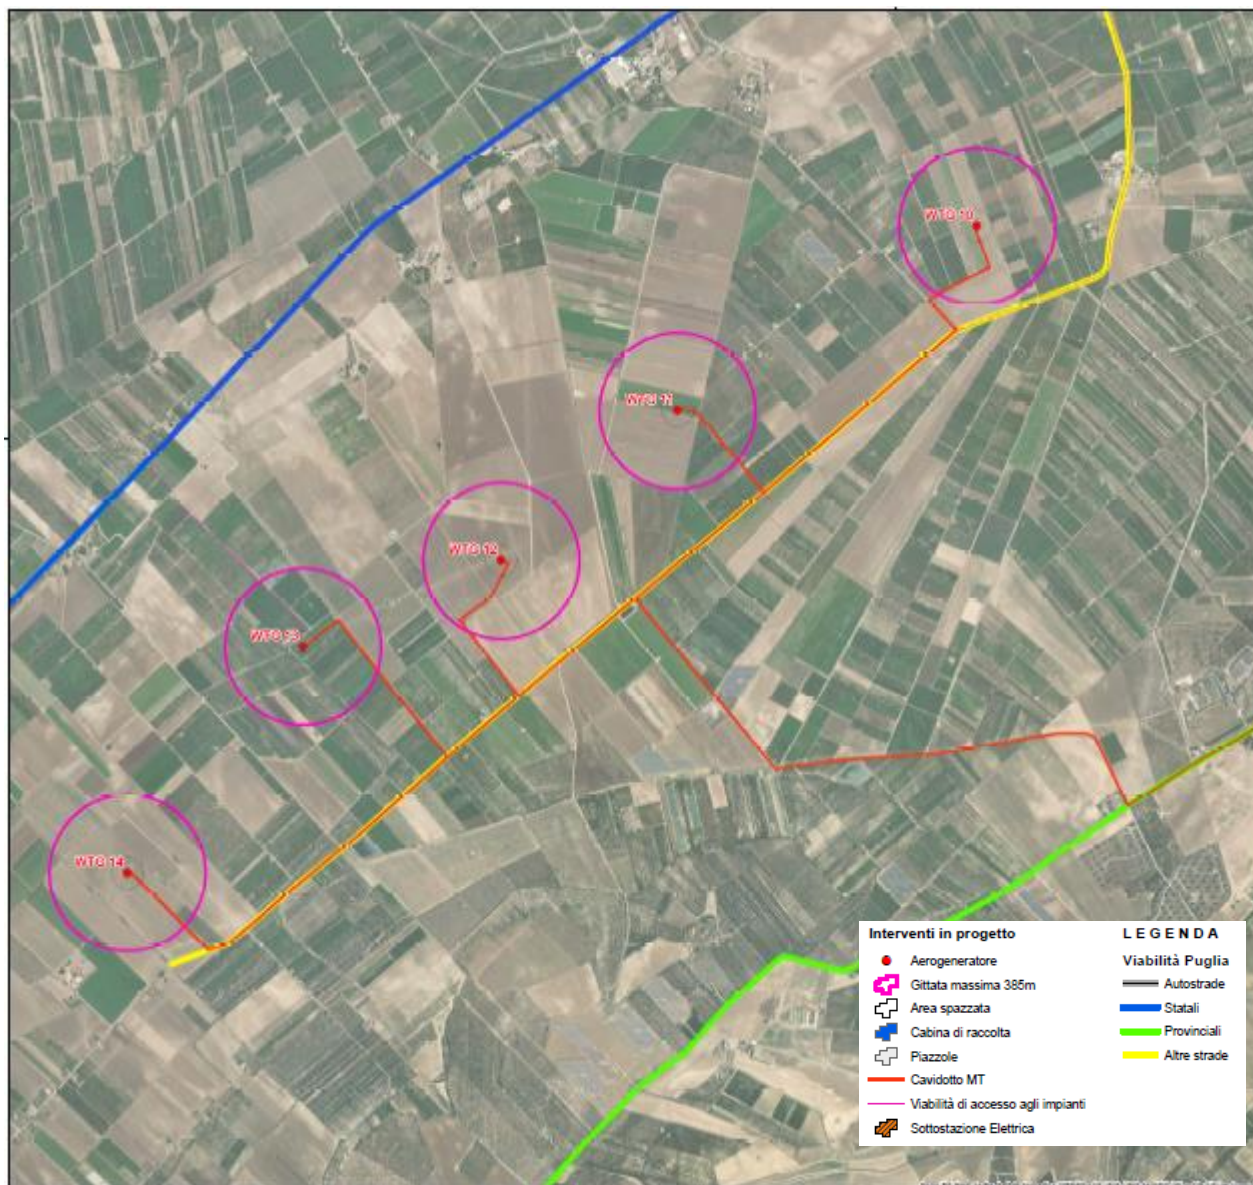 WTG 10
WTG 11
WTG 12
WTG 13
WTG 14
Interventi in progetto
Aerogeneratore
Gittata massima 385m
Area spazzata
Cabina di raccolta
Piazzole
Cavidotto MT
Viabilità di accesso agli impianti
Sottostazione Elettrica
LEGENDA
Viabilità Puglia
Autostrade
Statali
Provinciali
Altre strade